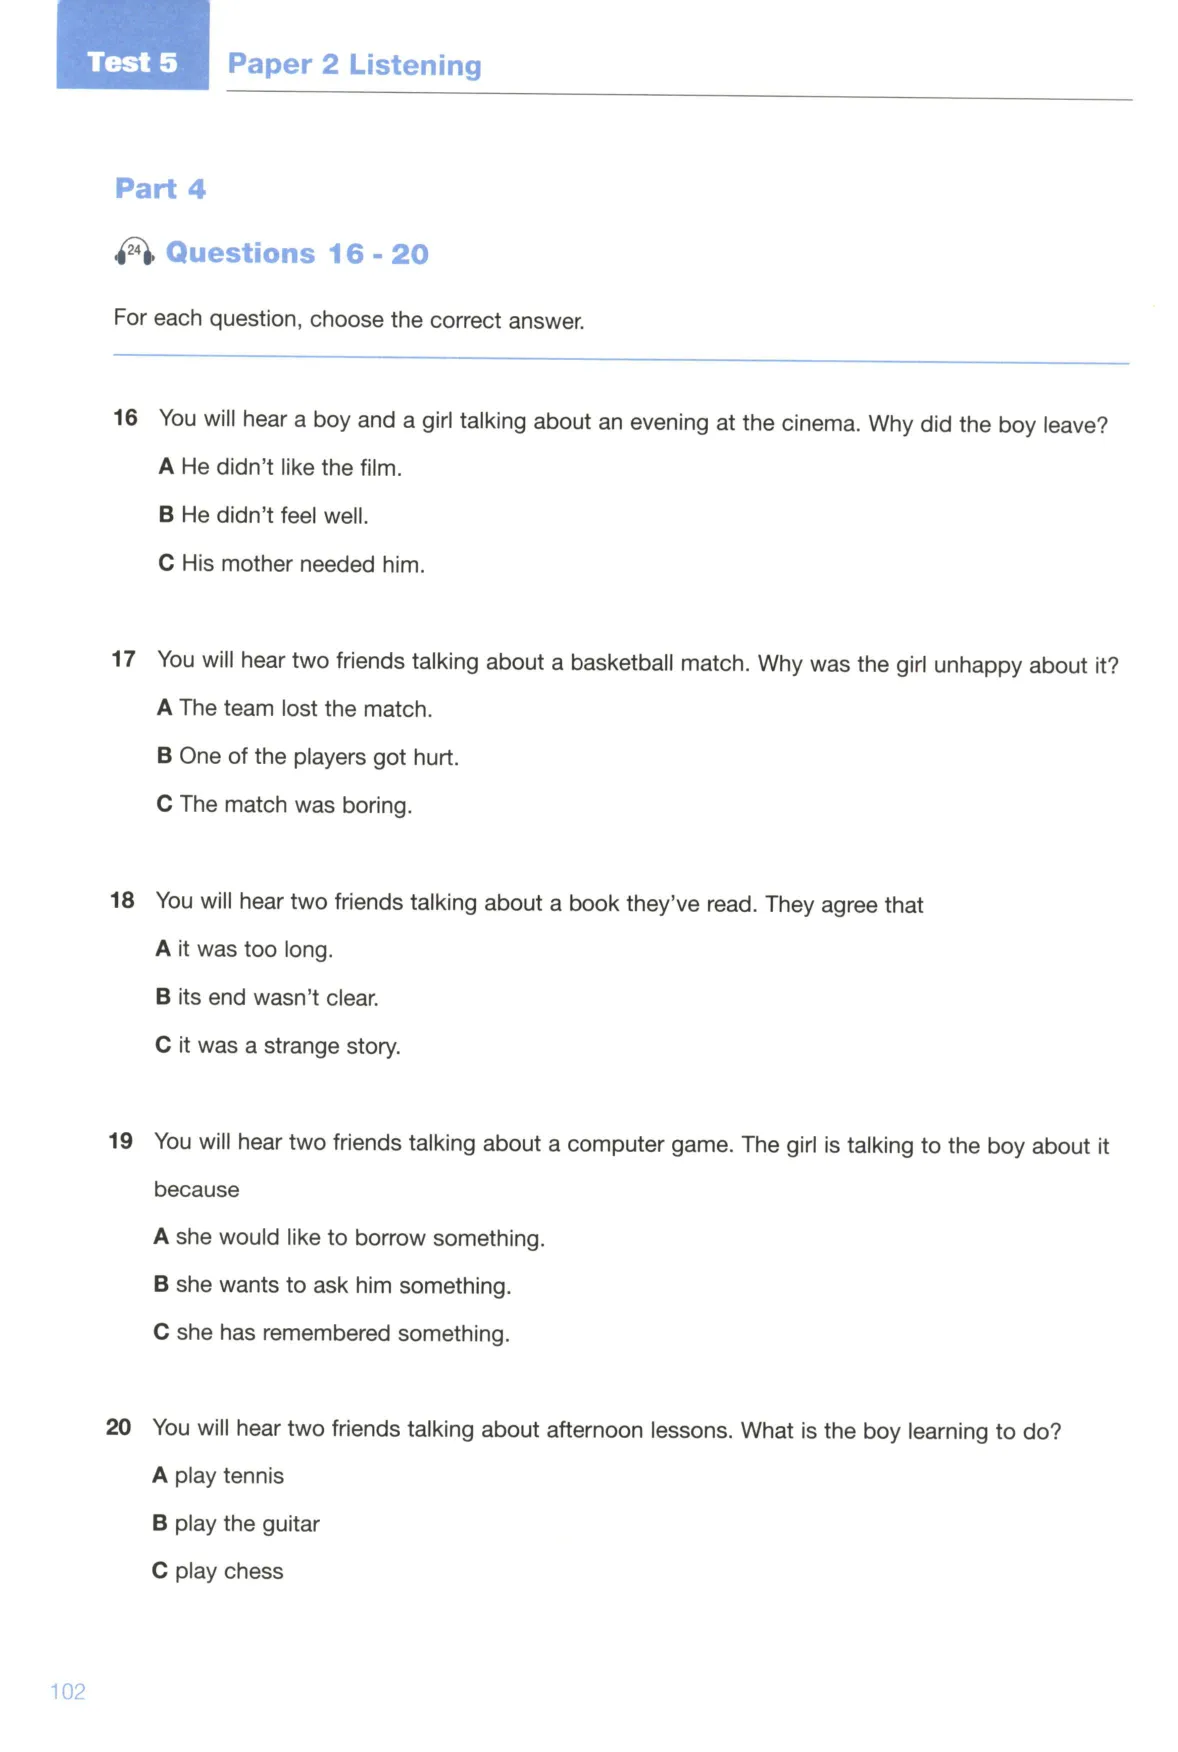 Test 5 Paper 2 Listening
Part 4
24 Questions 16 - 20
For each question, choose the correct answer.
16 You will hear a boy and a girl talking about an evening at the cinema. Why did the boy leave?
A He didn't like the film.
B He didn't feel well.
C His mother needed him.
17 You will hear two friends talking about a basketball match. Why was the girl unhappy about it?
A The team lost the match.
B One of the players got hurt.
C The match was boring.
18 You will hear two friends talking about a book they've read. They agree that
A it was too long.
B its end wasn't clear.
C it was a strange story.
19 You will hear two friends talking about a computer game. The girl is talking to the boy about it
because
A she would like to borrow something.
B she wants to ask him something.
C she has remembered something.
20 You will hear two friends talking about afternoon lessons. What is the boy learning to do?
A play tennis
B play the guitar
C play chess
102